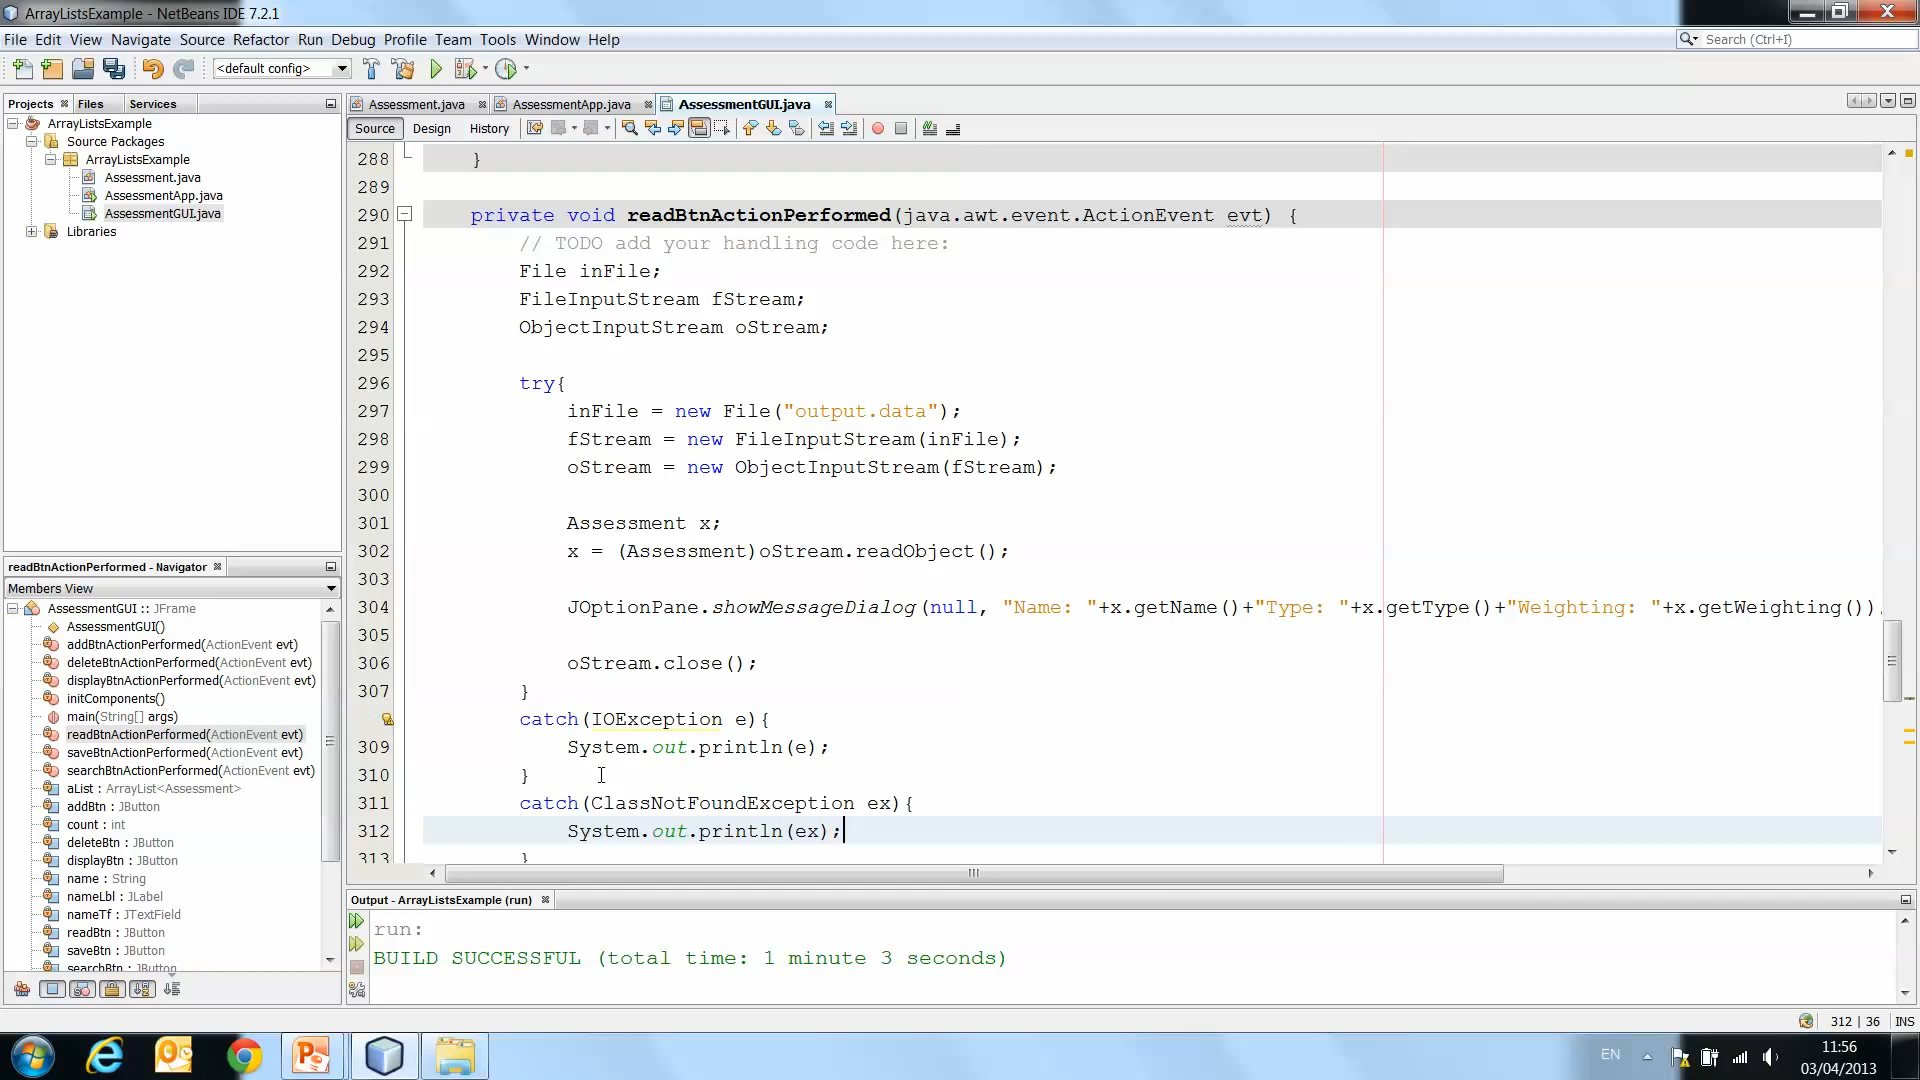 ArrayListsExample - NetBeans IDE 7.2.1
File Edit View Navigate Source Refactor Run Debug Profile Team Tools Window Help
Search (Ctrl+I)
<default config>
Projects Files Services
ArrayListsExample
Source Packages
ArrayListsExample
Assessment.java
AssessmentApp.java
AssessmentGUI.java
Libraries
readBtnActionPerformed - Navigator
Members View
AssessmentGUI :: JFrame
AssessmentGUI()
addBtnActionPerformed(ActionEvent evt)
deleteBtnActionPerformed(ActionEvent evt)
displayBtnActionPerformed(ActionEvent evt)
initComponents()
main(String[] args)
readBtnActionPerformed(ActionEvent evt)
saveBtnActionPerformed(ActionEvent evt)
searchBtnActionPerformed(ActionEvent evt)
aList : ArrayList<Assessment>
addBtn : JButton
count : int
deleteBtn : JButton
displayBtn : JButton
name : String
nameLbl : JLabel
nameTf : JTextField
readBtn : JButton
saveBtn : JButton
searchBtn : JButton
Assessment.java AssessmentApp.java AssessmentGUI.java
Source Design History
288 }
289
290 private void readBtnActionPerformed(java.awt.event.ActionEvent evt) {
291 // TODO add your handling code here:
292 File inFile;
293 FileInputStream fStream;
294 ObjectInputStream oStream;
295
296 try{
297 inFile = new File("output.data");
298 fStream = new FileInputStream(inFile);
299 oStream = new ObjectInputStream(fStream);
300
301 Assessment x;
302 x = (Assessment)oStream.readObject();
303
304 JOptionPane.showMessageDialog(null, "Name: "+x.getName()+"Type: "+x.getType()+"Weighting: "+x.getWeighting())
305
306 oStream.close();
307 }
catch(IOException e){
309 System.out.println(e);
310 }
311 catch(ClassNotFoundException ex){
312 System.out.println(ex);
313 }
Output - ArrayListsExample (run)
run:
BUILD SUCCESSFUL (total time: 1 minute 3 seconds)
312 | 36 INS
EN
11:56
03/04/2013